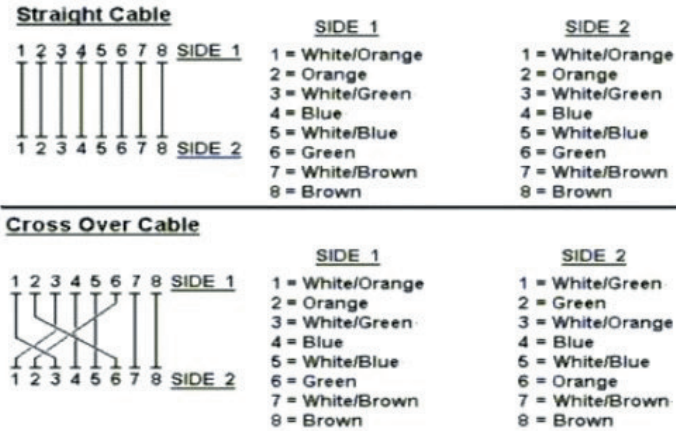 Straight Cable
1 2 3 4 5 6 7 8 SIDE 1
1 2 3 4 5 6 7 8 SIDE 2
SIDE 1
1 = White/Orange
2 = Orange
3 = White/Green
4 = Blue
5 = White/Blue
6 = Green
7 = White/Brown
8 = Brown
SIDE 2
1 = White/Orange
2 = Orange
3 = White/Green
4 = Blue
5 = White/Blue
6 = Green
7 = White/Brown
8 = Brown
Cross Over Cable
1 2 3 4 5 6 7 8 SIDE 1
1 2 3 4 5 6 7 8 SIDE 2
SIDE 1
1 = White/Orange
2 = Orange
3 = White/Green
4 = Blue
5 = White/Blue
6 = Green
7 = White/Brown
8 = Brown
SIDE 2
1 = White/Green
2 = Green
3 = White/Orange
4 = Blue
5 = White/Blue
6 = Orange
7 = White/Brown
8 = Brown